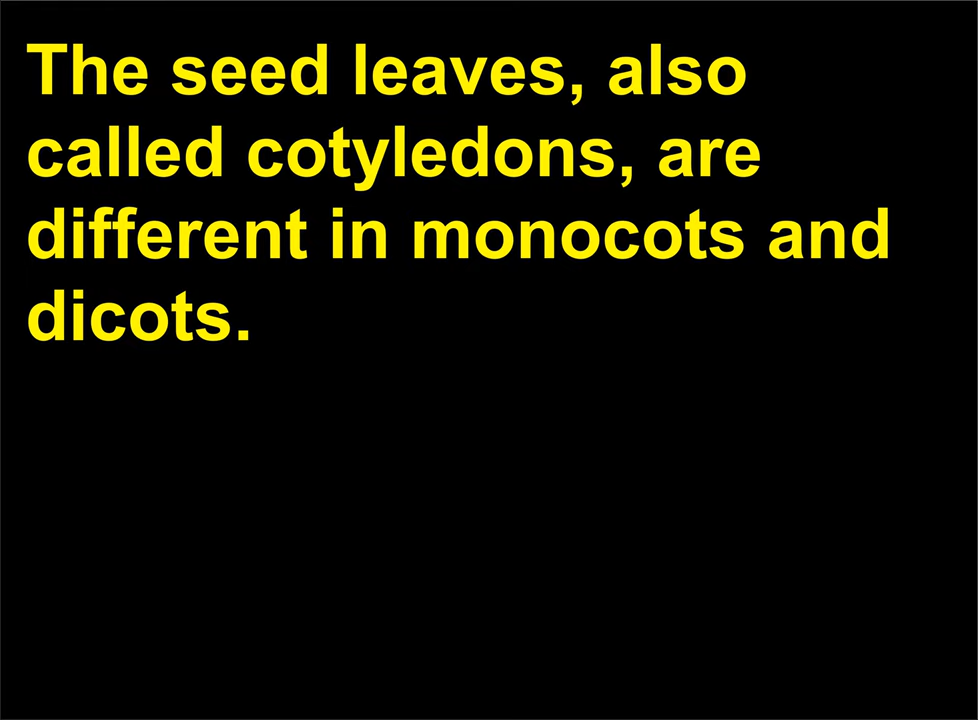 The seed leaves, also
called cotyledons, are
different in monocots and
dicots.